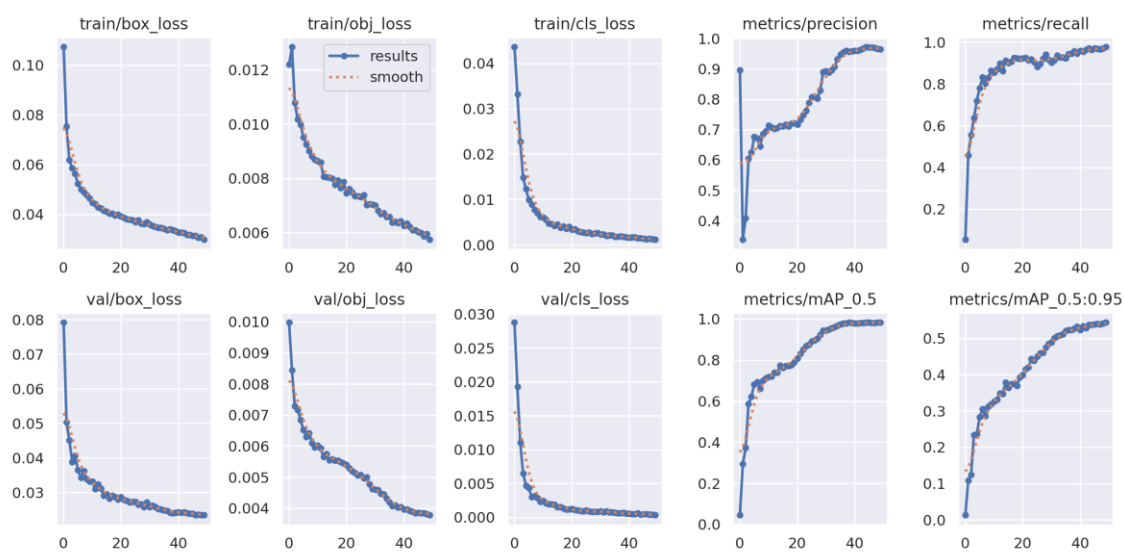 train/box_loss
train/obj_loss
train/cls_loss
metrics/precision
metrics/recall
0.10
0.08
0.06
0.04
0 20 40
0.012
0.010
0.008
0.006
0 20 40
results
smooth
0.04
0.03
0.02
0.01
0.00
0 20 40
1.0
0.9
0.8
0.7
0.6
0.5
0.4
0 20 40
1.0
0.8
0.6
0.4
0.2
0 20 40
val/box_loss
val/obj_loss
val/cls_loss
metrics/mAP_0.5
metrics/mAP_0.5:0.95
0.08
0.07
0.06
0.05
0.04
0.03
0 20 40
0.010
0.009
0.008
0.007
0.006
0.005
0.004
0 20 40
0.030
0.025
0.020
0.015
0.010
0.005
0.000
0 20 40
1.0
0.8
0.6
0.4
0.2
0.0
0 20 40
0.5
0.4
0.3
0.2
0.1
0.0
0 20 40